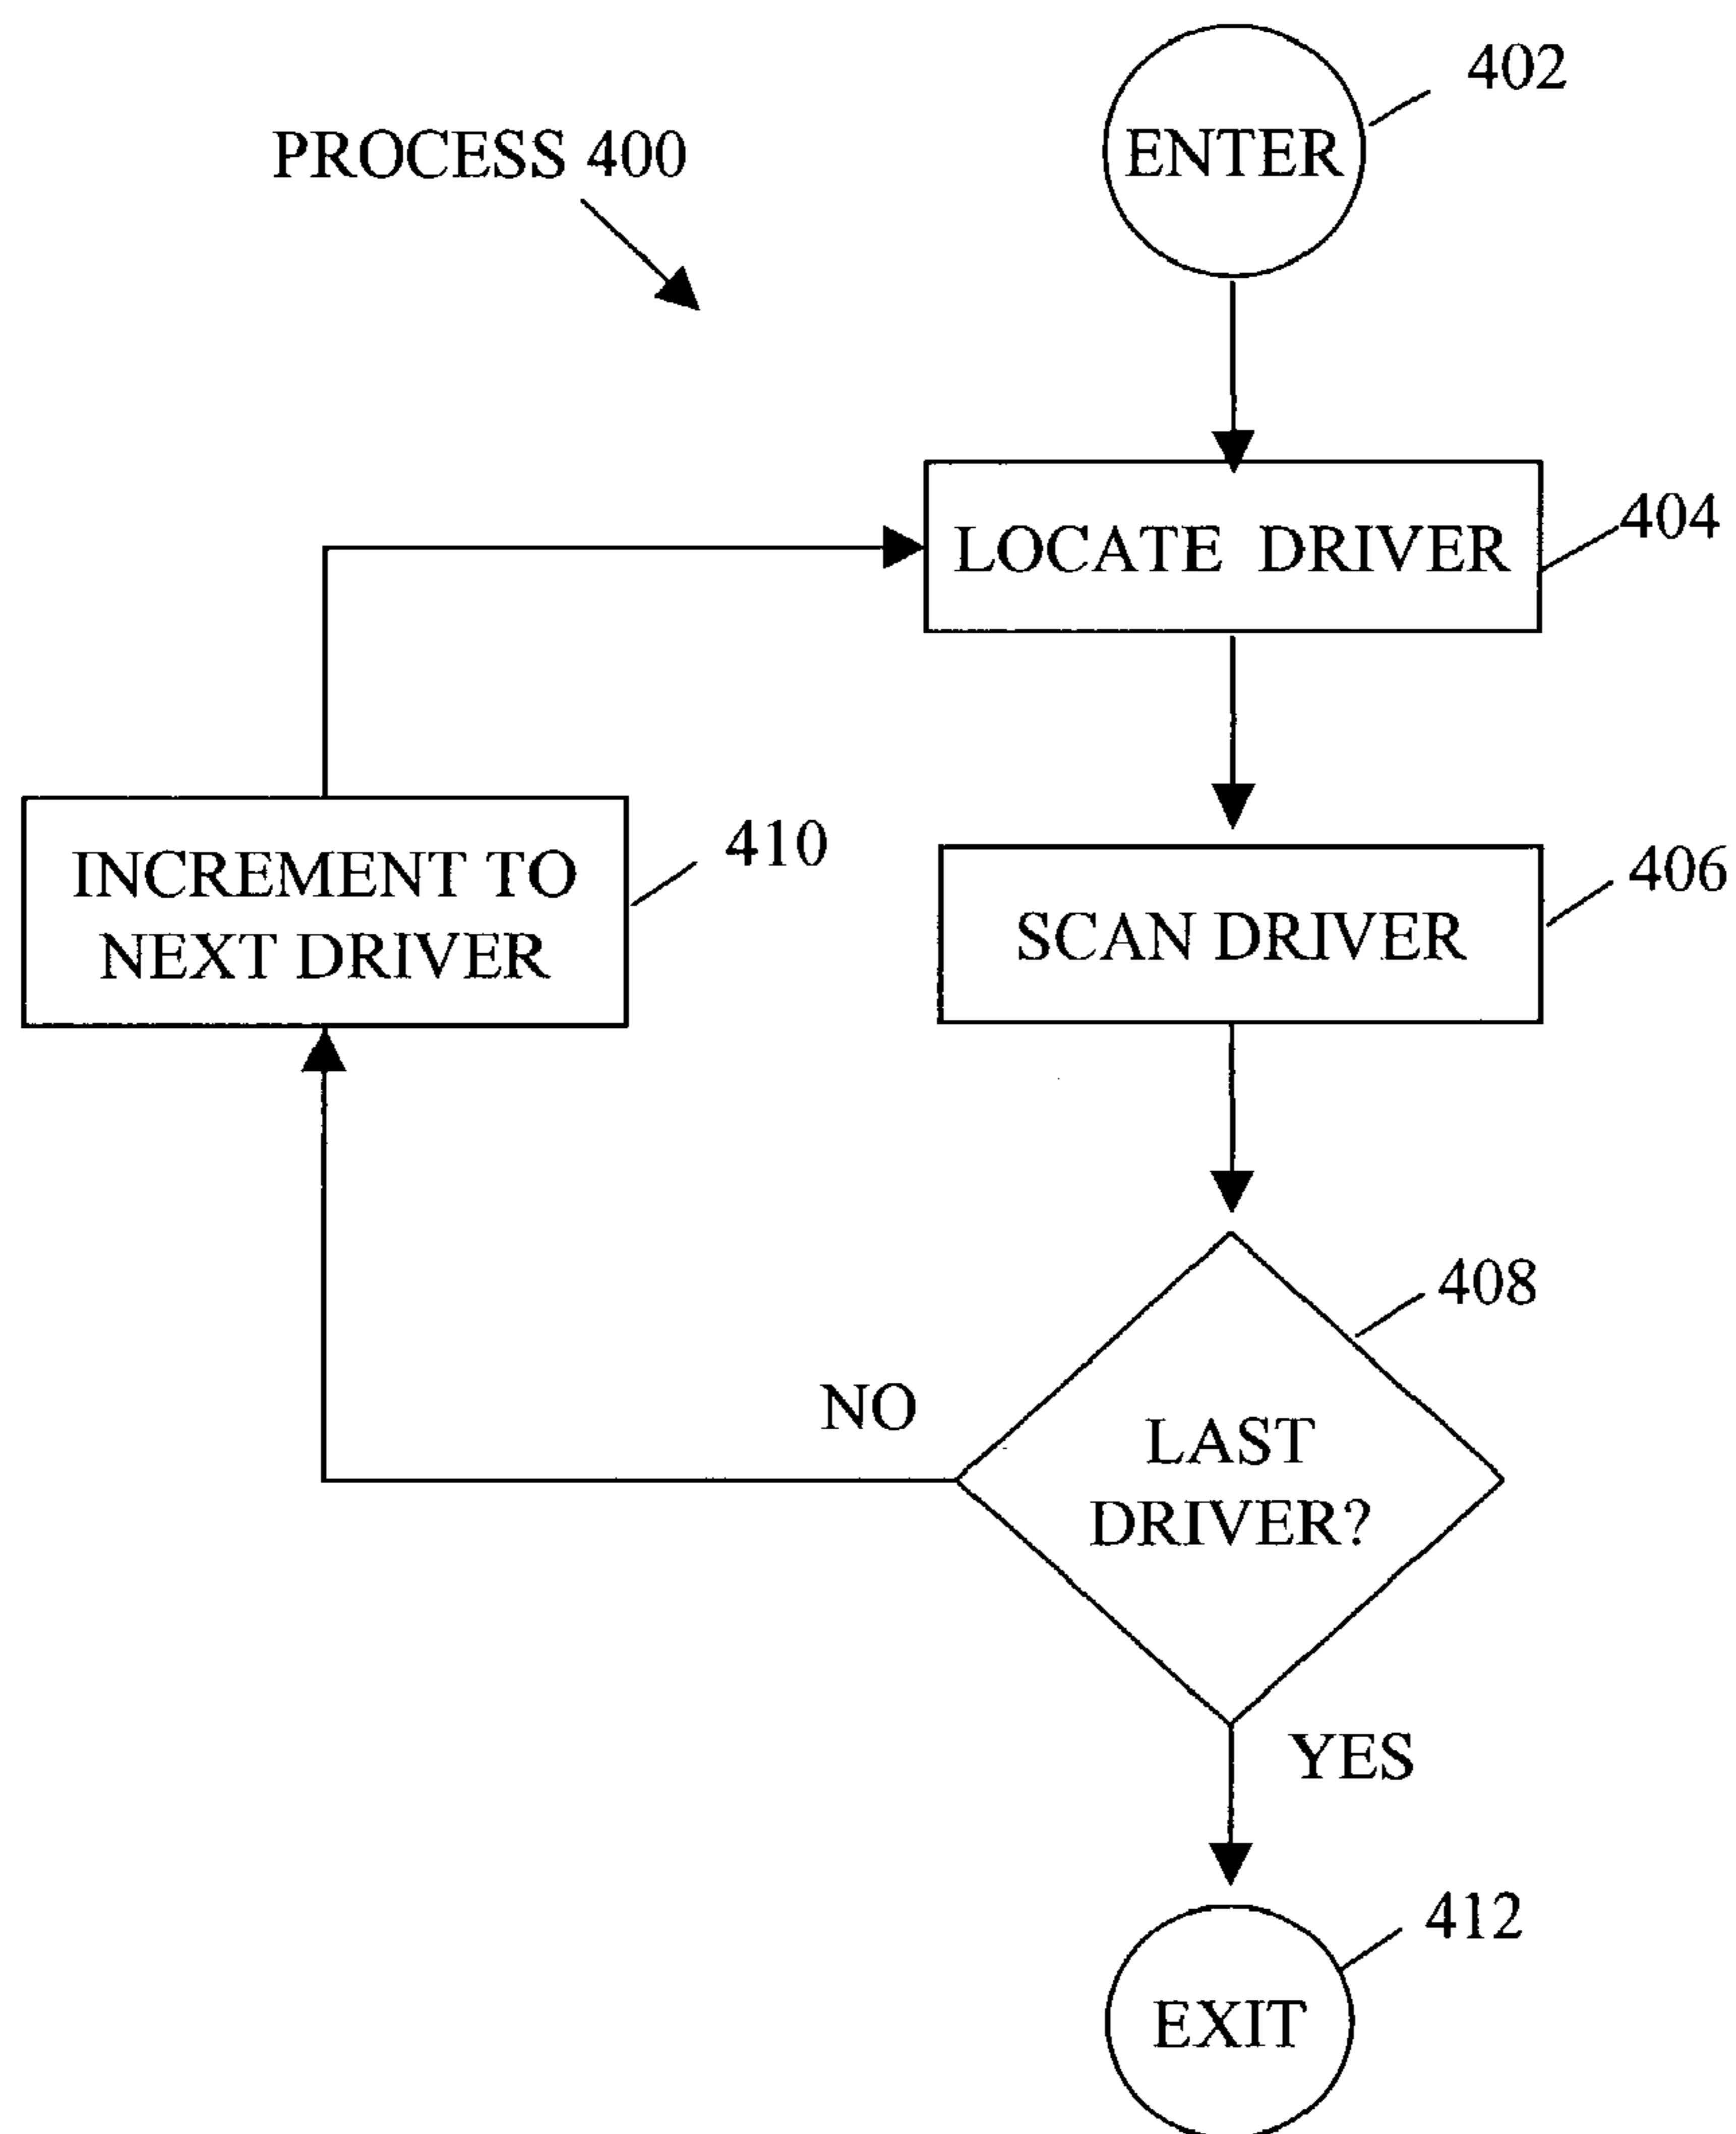 402
PROCESS 400
ENTER
404
LOCATE DRIVER
410
INCREMENT TO
NEXT DRIVER
406
SCAN DRIVER
408
NO
LAST
DRIVER?
YES
412
EXIT